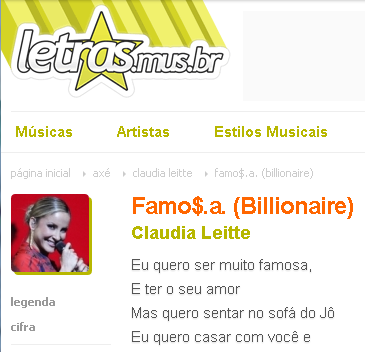 letras.mus.br
Músicas Artistas Estilos Musicais
página inicial axé claudia leitte famo$.a. (billionaire)
Famo$.a. (Billionaire)
Claudia Leitte
Eu quero ser muito famosa,
E ter o seu amor
Mas quero sentar no sofá do Jô
Eu quero casar com você e
legenda
cifra